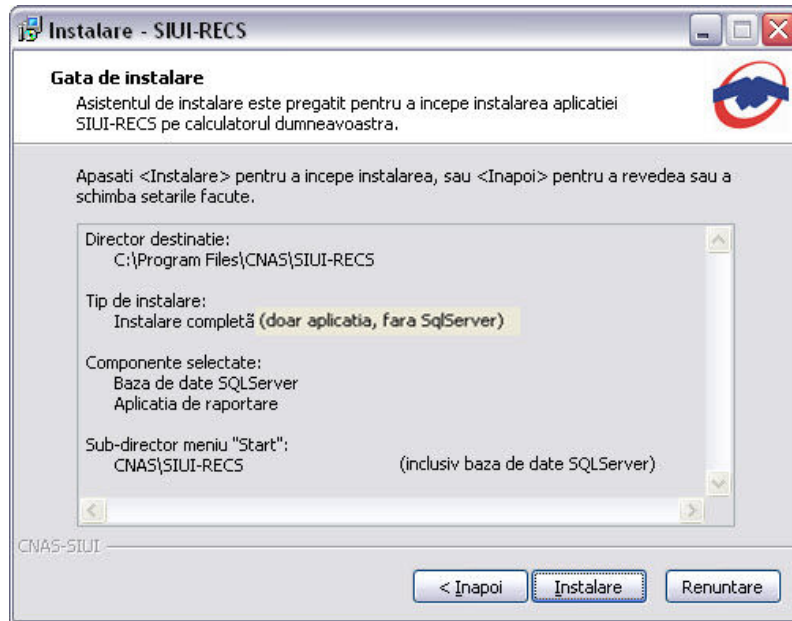 Instalare - SIUI-RECS
Gata de instalare
Asistentul de instalare este pregatit pentru a incepe instalarea aplicatiei
SIUI-RECS pe calculatorul dumneavoastra.
Apasati <Instalare> pentru a incepe instalarea, sau <Inapoi> pentru a revedea sau a
schimba setarile facute.
Director destinatie:
C:\Program Files\CNAS\SIUI-RECS
Tip de instalare:
Instalare completă (doar aplicatia, fara SqlServer)
Componente selectate:
Baza de date SQLServer
Aplicatia de raportare
Sub-director meniu "Start":
CNAS\SIUI-RECS (inclusiv baza de date SQLServer)
CNAS-SIUI
< Inapoi Instalare Renuntare